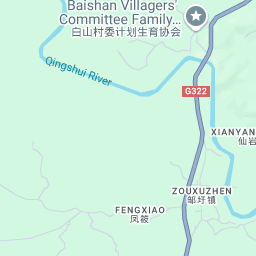 Baishan Villagers'
Committee Family...
白山村委计划生育协会
Qingshui River
G322
XIANYAN
仙岩
ZOUXUZHEN
邹圩镇
FENGXIAO
凤筱